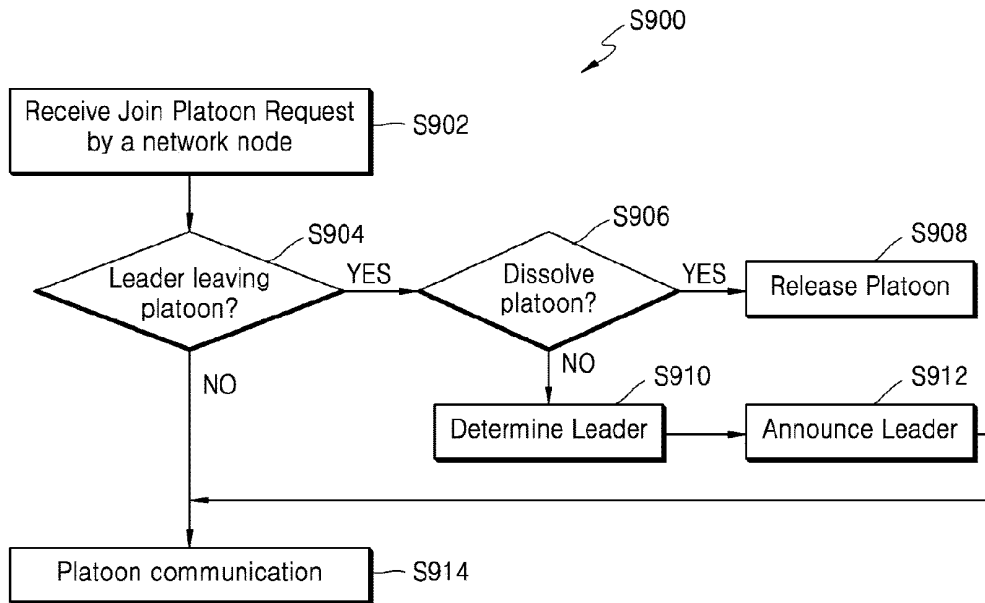 S900
Receive Join Platoon Request
by a network node
S902
S904
Leader leaving
platoon?
YES
S906
Dissolve
platoon?
YES
S908
Release Platoon
NO
NO
S910
Determine Leader
S912
Announce Leader
Platoon communication
S914